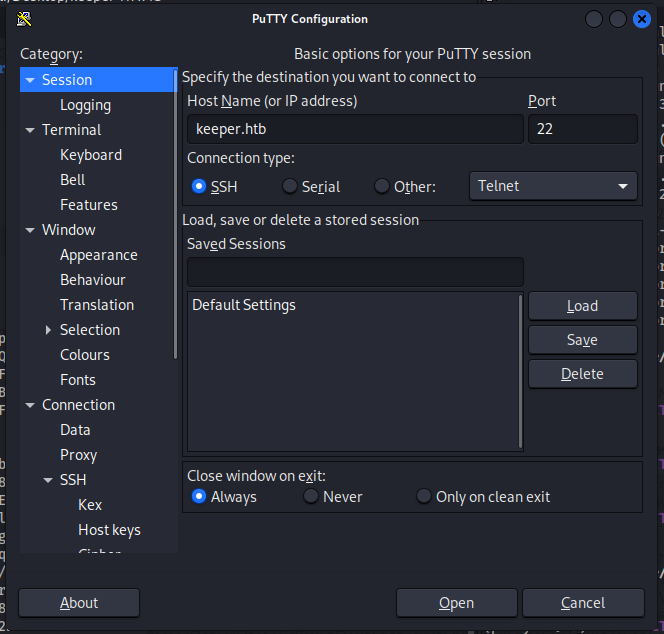 PuTTY Configuration
Category:
Session
Logging
Terminal
Keyboard
Bell
Features
Window
Appearance
Behaviour
Translation
Selection
Colours
Fonts
Connection
Data
Proxy
SSH
Kex
Host keys
Cipher
Basic options for your PuTTY session
Specify the destination you want to connect to
Host Name (or IP address) Port
keeper.htb 22
Connection type:
SSH Serial Other: Telnet
Load, save or delete a stored session
Saved Sessions
Default Settings
Load
Save
Delete
Close window on exit:
Always Never Only on clean exit
About Open Cancel